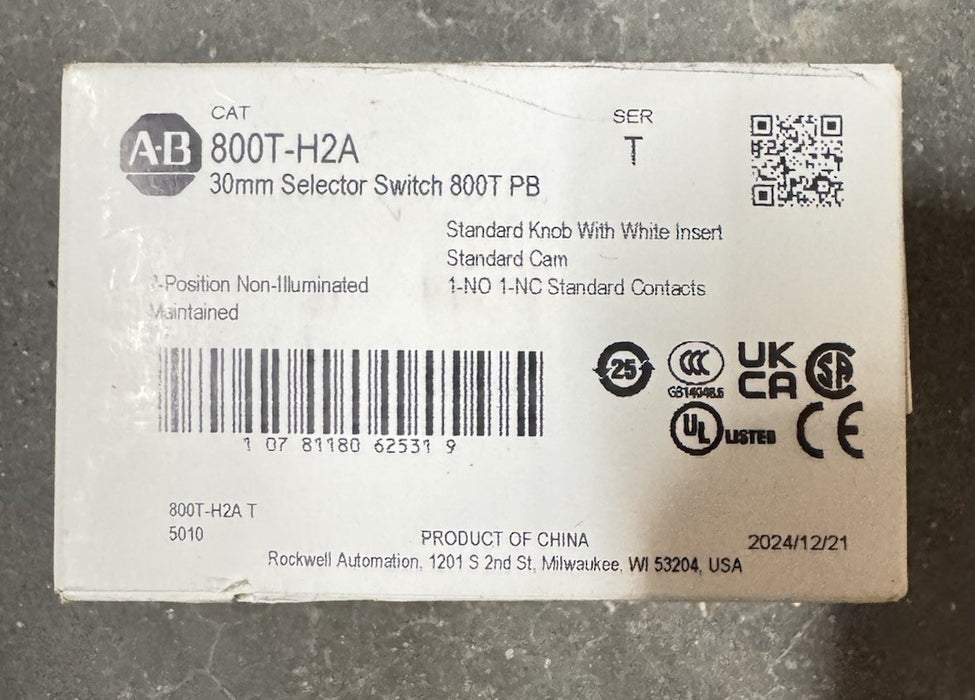 CAT
A-B
800T-H2A
SER
T
30mm Selector Switch 800T PB
Standard Knob With White Insert
Standard Cam
-Position Non-Illuminated
1-NO 1-NC Standard Contacts
Maintained
25
CCC
GB14048.5
UK
CA
SA
1 07 81180 62531 9
UL LISTED
CE
800T-H2A T
5010
PRODUCT OF CHINA
2024/12/21
Rockwell Automation, 1201 S 2nd St, Milwaukee, WI 53204, USA